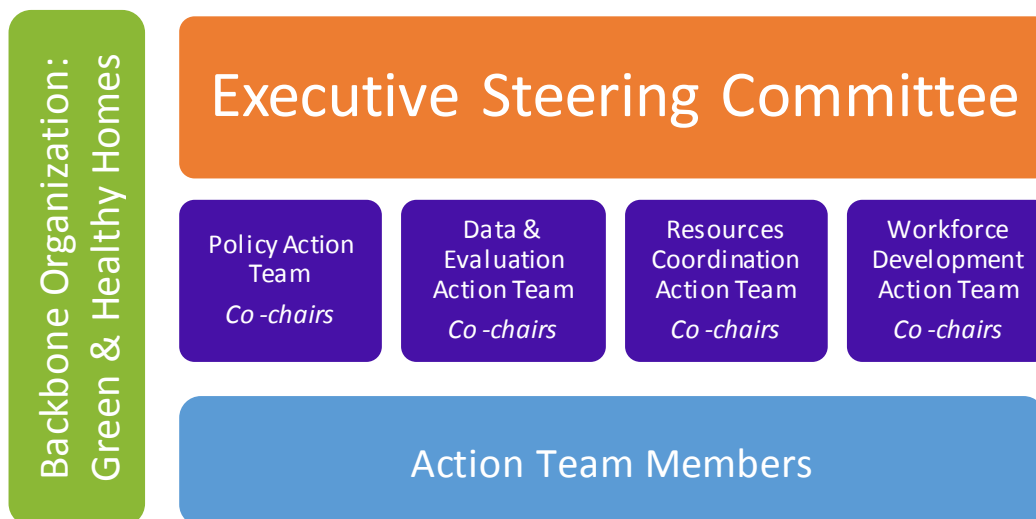 Backbone Organization:
Green & Healthy Homes
Executive Steering Committee
Policy Action
Team
Co -chairs
Data &
Evaluation
Action Team
Co -chairs
Resources
Coordination
Action Team
Co -chairs
Workforce
Development
Action Team
Co -chairs
Action Team Members